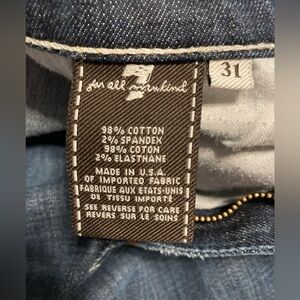 7
for all mankind
31
98% COTTON
2% SPANDEX
98% COTON
2% ELASTHANE
MADE IN U.S.A.
OF IMPORTED FABRIC
FABRIQUE AUX ETATS-UNIS
DE TISSU IMPORTÉ
SEE REVERSE FOR CARE
REVERS SUR LE SOINS